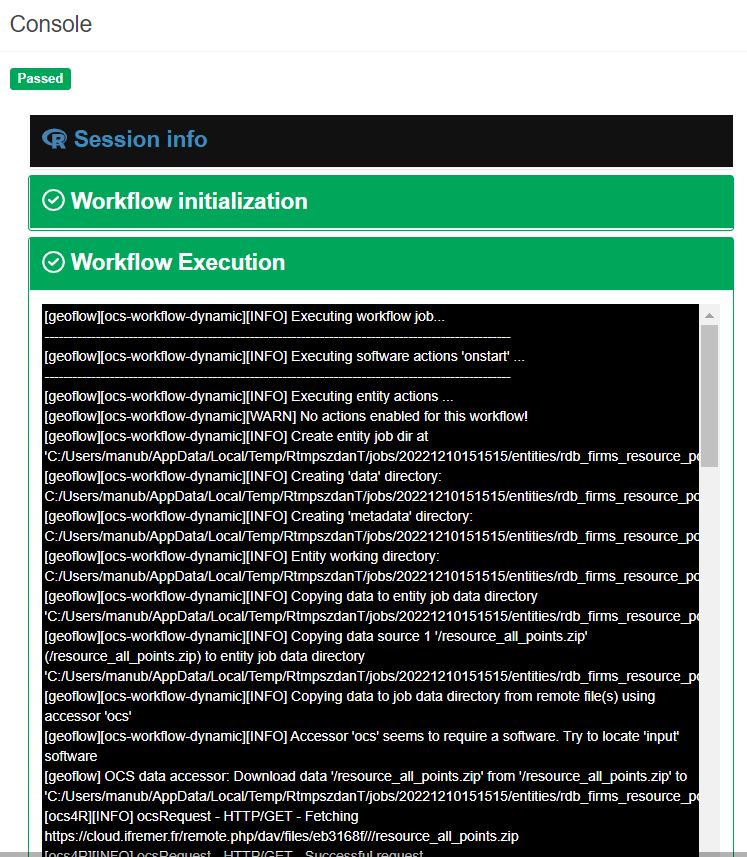 Console
Passed
Session info
Workflow initialization
Workflow Execution
[geoflow][ocs-workflow-dynamic][INFO] Executing workflow job...
[geoflow][ocs-workflow-dynamic][INFO] Executing software actions 'onstart' ...
[geoflow][ocs-workflow-dynamic][INFO] Executing entity actions ...
[geoflow][ocs-workflow-dynamic][WARN] No actions enabled for this workflow!
[geoflow][ocs-workflow-dynamic][INFO] Create entity job dir at
'C:/Users/manub/AppData/Local/Temp/RtmpszdanT/jobs/20221210151515/entities/rdb_firms_resource_po
[geoflow][ocs-workflow-dynamic][INFO] Creating 'data' directory:
C:/Users/manub/AppData/Local/Temp/RtmpszdanT/jobs/20221210151515/entities/rdb_firms_resource_po
[geoflow][ocs-workflow-dynamic][INFO] Creating 'metadata' directory:
C:/Users/manub/AppData/Local/Temp/RtmpszdanT/jobs/20221210151515/entities/rdb_firms_resource_po
[geoflow][ocs-workflow-dynamic][INFO] Entity working directory:
C:/Users/manub/AppData/Local/Temp/RtmpszdanT/jobs/20221210151515/entities/rdb_firms_resource_po
[geoflow][ocs-workflow-dynamic][INFO] Copying data to entity job data directory
'C:/Users/manub/AppData/Local/Temp/RtmpszdanT/jobs/20221210151515/entities/rdb_firms_resource_po
[geoflow][ocs-workflow-dynamic][INFO] Copying data source 1 '/resource_all_points.zip'
(/resource_all_points.zip) to entity job data directory
'C:/Users/manub/AppData/Local/Temp/RtmpszdanT/jobs/20221210151515/entities/rdb_firms_resource_po
[geoflow][ocs-workflow-dynamic][INFO] Copying data to job data directory from remote file(s) using
accessor 'ocs'
[geoflow][ocs-workflow-dynamic][INFO] Accessor 'ocs' seems to require a software. Try to locate 'input'
software
[geoflow] OCS data accessor: Download data '/resource_all_points.zip' from '/resource_all_points.zip' to
'C:/Users/manub/AppData/Local/Temp/RtmpszdanT/jobs/20221210151515/entities/rdb_firms_resource_po
[ocs4R][INFO] ocsRequest - HTTP/GET - Fetching
https://cloud.ifremer.fr/remote.php/dav/files/eb3168f///resource_all_points.zip
[ocs4R][INFO] ocsRequest - HTTP/GET - Successful request